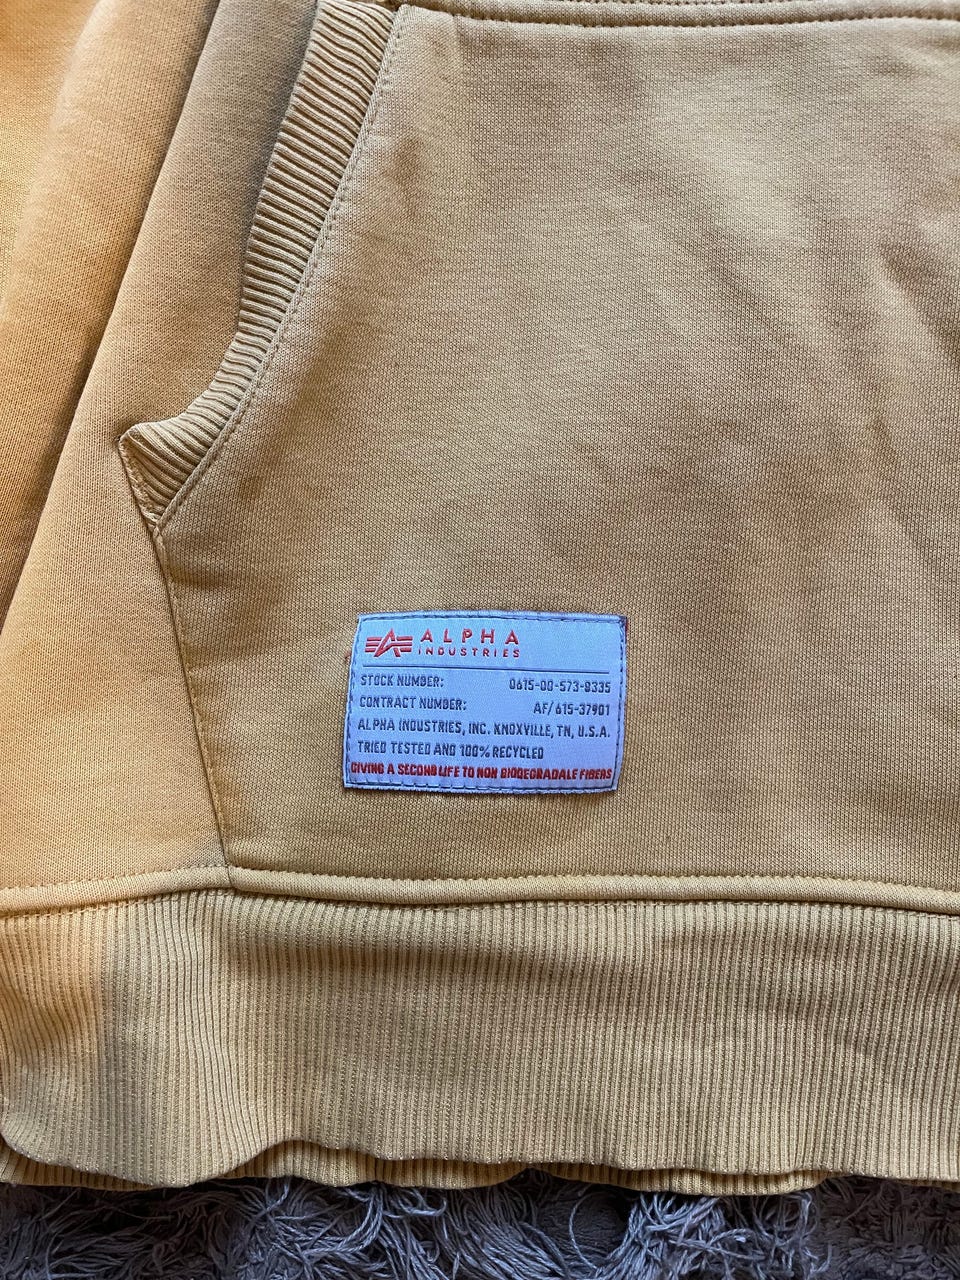 ALPHA
INDUSTRIES
STOCK NUMBER: 0615-00-573-8335
CONTRACT NUMBER: AF/615-37901
ALPHA INDUSTRIES, INC. KNOXVILLE, TN, U.S.A.
TRIED TESTED AND 100% RECYCLED
GIVING A SECOND LIFE TO NON BIODEGRADALE FIBERS